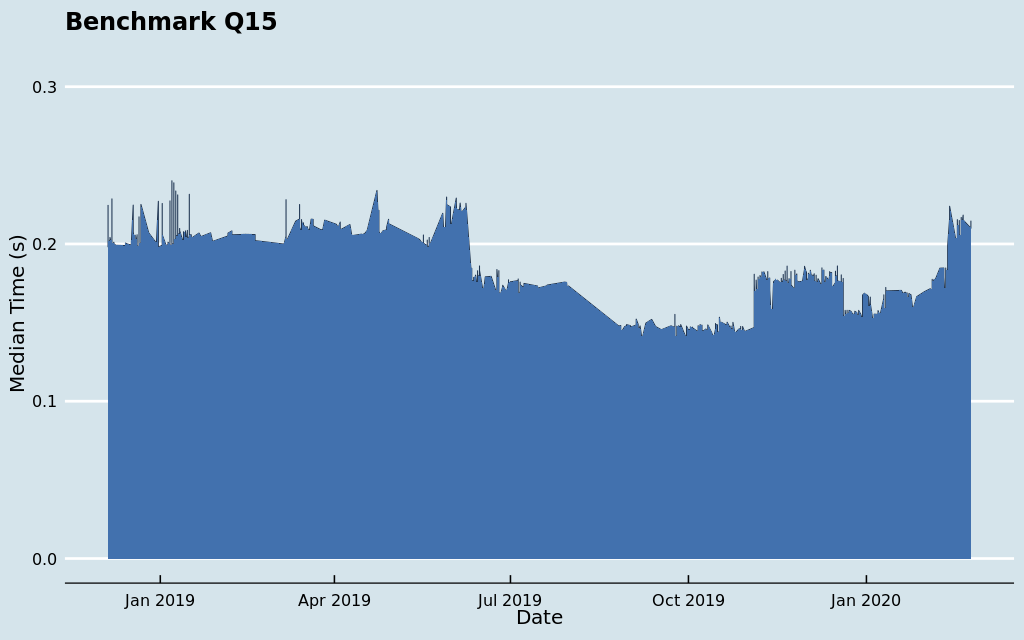 Benchmark Q15
0.3
0.2
0.1
0.0
Median Time (s)
Jan 2019
Apr 2019
Jul 2019
Oct 2019
Jan 2020
Date